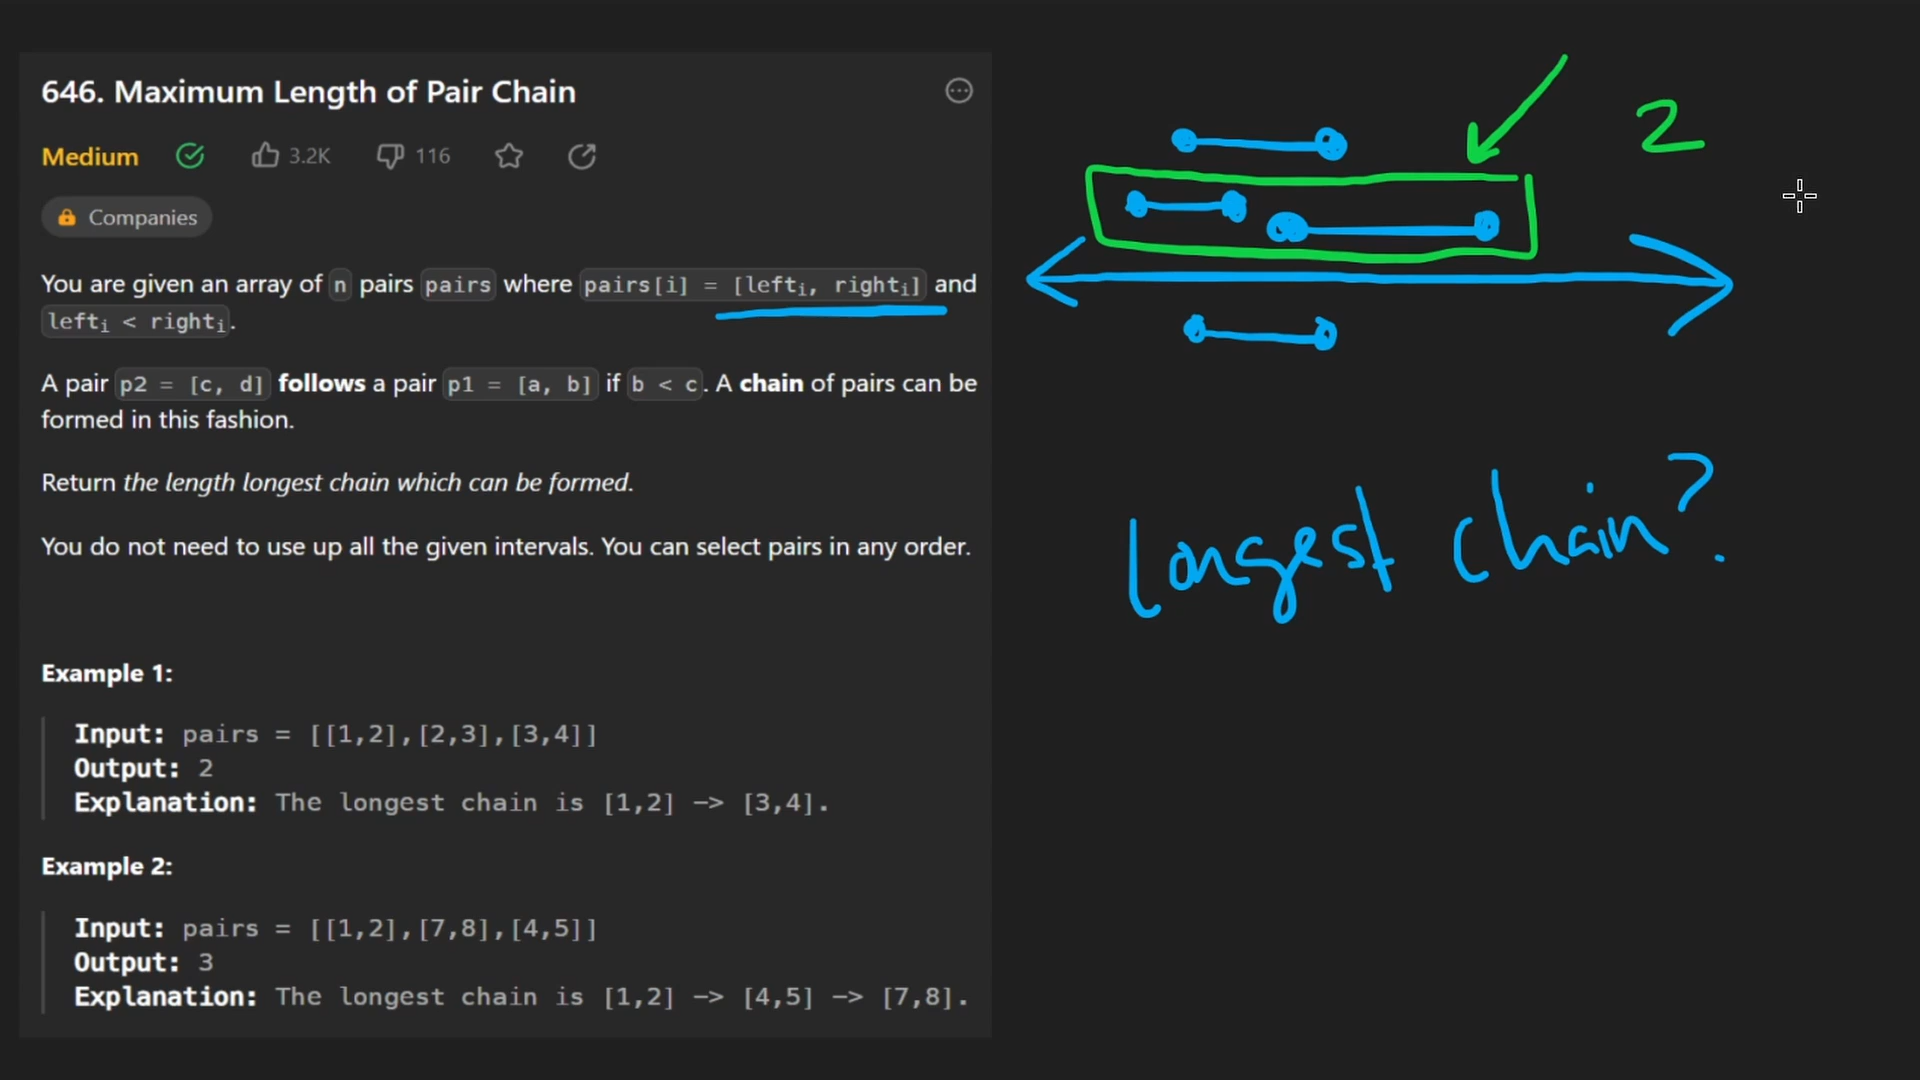 646. Maximum Length of Pair Chain
Medium 3.2K 116
Companies
You are given an array of n pairs pairs where pairs[i] = [lefti, righti] and
lefti < righti.
A pair p2 = [c, d] follows a pair p1 = [a, b] if b < c. A chain of pairs can be
formed in this fashion.
Return the length longest chain which can be formed.
You do not need to use up all the given intervals. You can select pairs in any order.
Example 1:
Input: pairs = [[1,2],[2,3],[3,4]]
Output: 2
Explanation: The longest chain is [1,2] -> [3,4].
Example 2:
Input: pairs = [[1,2],[7,8],[4,5]]
Output: 3
Explanation: The longest chain is [1,2] -> [4,5] -> [7,8].
2
longest chain?